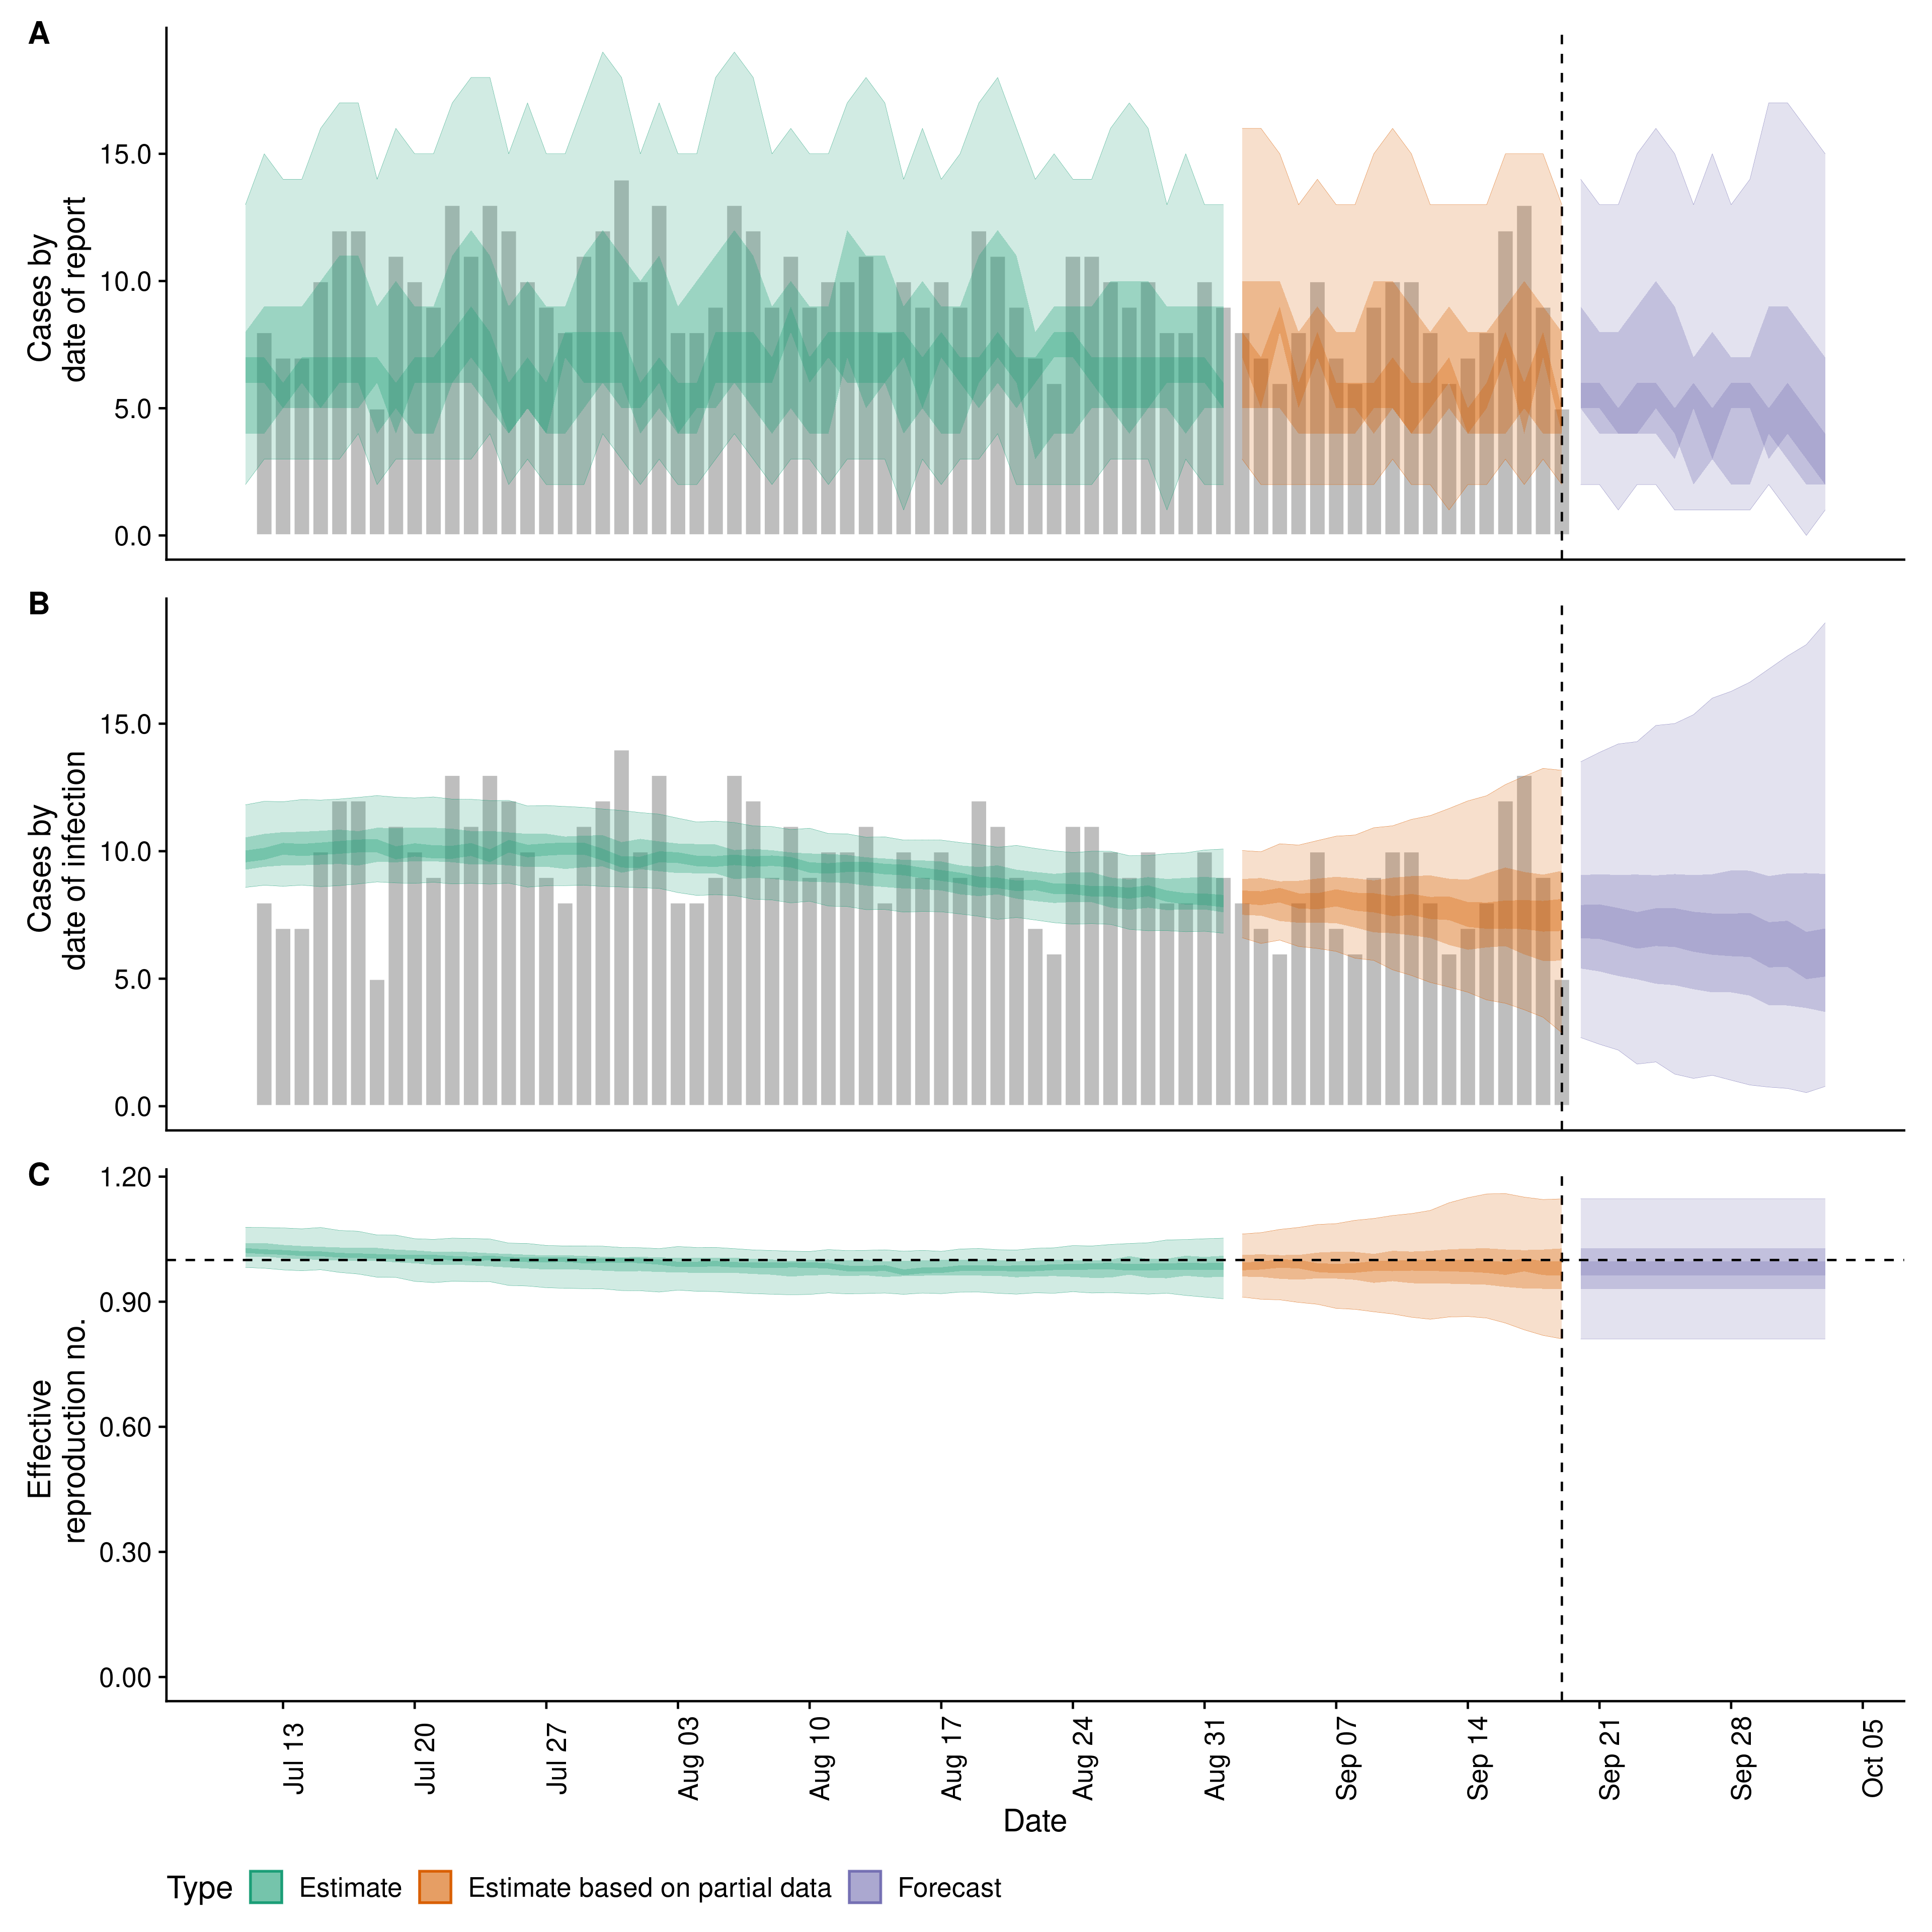 A
Cases by
date of report
15.0
10.0
5.0
0.0
B
Cases by
date of infection
15.0
10.0
5.0
0.0
C
Effective
reproduction no.
1.20
0.90
0.60
0.30
0.00
Jul 13
Jul 20
Jul 27
Aug 03
Aug 10
Aug 17
Aug 24
Aug 31
Sep 07
Sep 14
Sep 21
Sep 28
Oct 05
Date
Type Estimate Estimate based on partial data Forecast